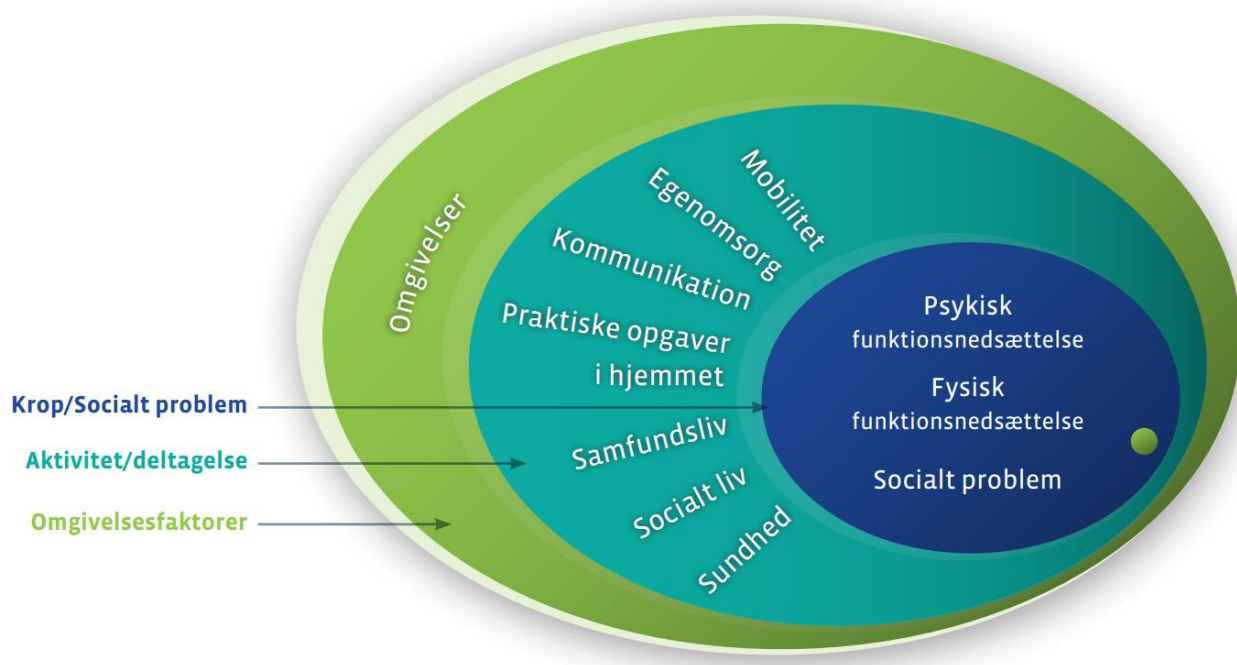 Omgivelser
Mobilitet
Egenomsorg
Kommunikation
Praktiske opgaver
i hjemmet
Samfundsliv
Socialt liv
Sundhed
Psykisk
funktionsnedsættelse
Fysisk
funktionsnedsættelse
Socialt problem
Krop/Socialt problem
Aktivitet/deltagelse
Omgivelsesfaktorer